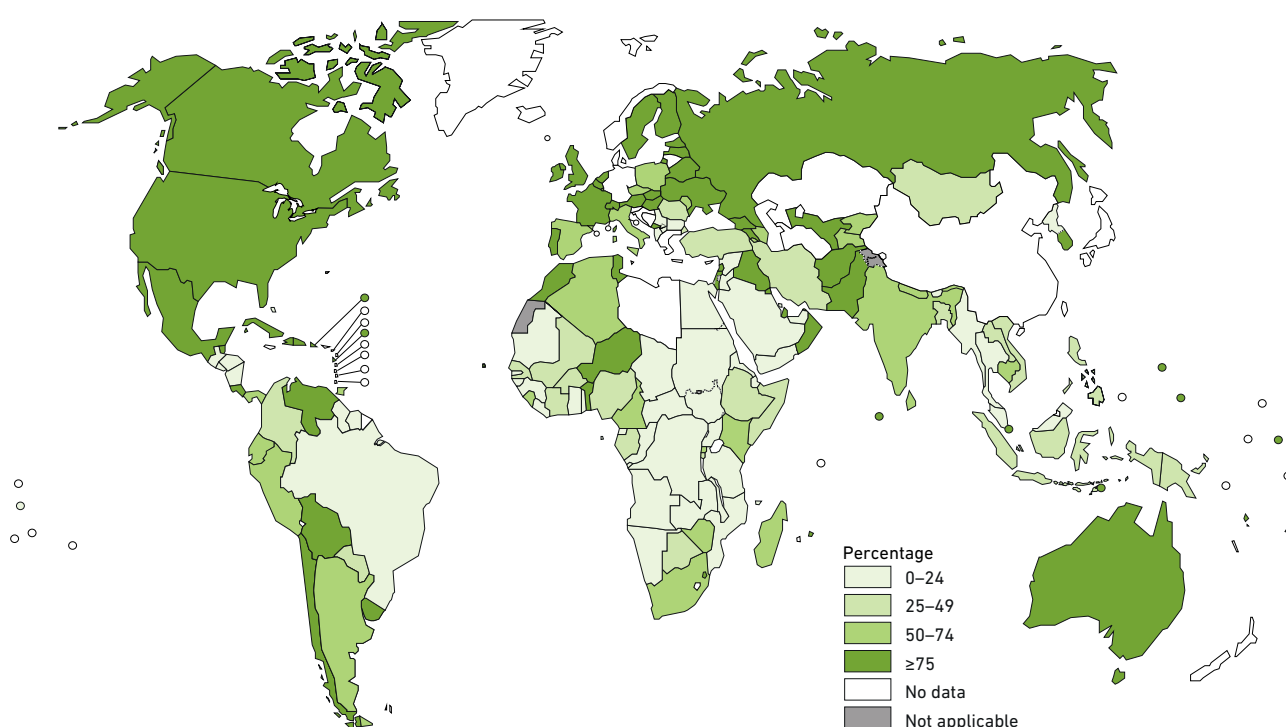 Percentage
0–24
25–49
50–74
≥75
No data
Not applicable